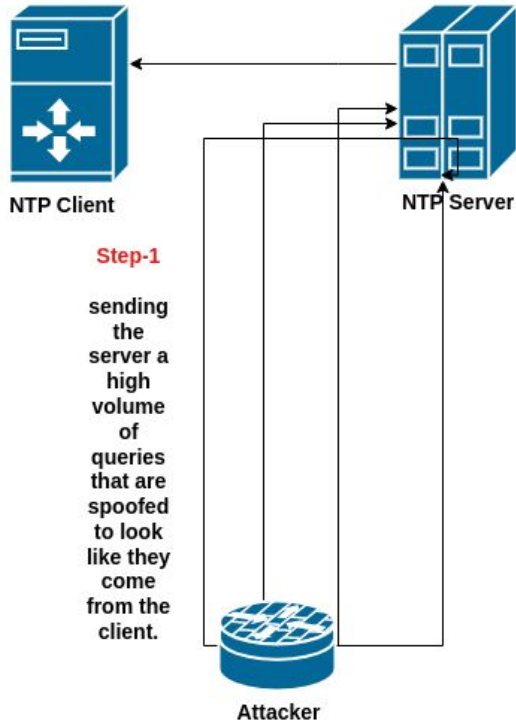 NTP Client
NTP Server
Step-1
sending
the
server a
high
volume
of
queries
that are
spoofed
to look
like they
come
from the
client.
Attacker